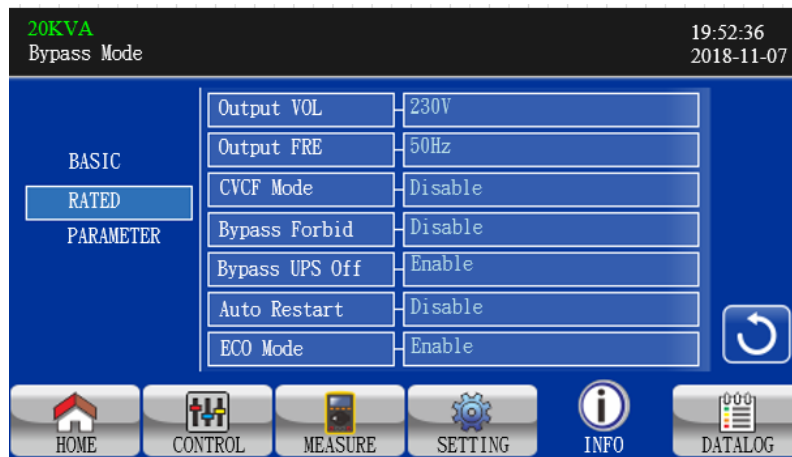 20KVA
Bypass Mode
19:52:36
2018-11-07
BASIC
RATED
PARAMETER
Output VOL 230V
Output FRE 50Hz
CVCF Mode Disable
Bypass Forbid Disable
Bypass UPS Off Enable
Auto Restart Disable
ECO Mode Enable
HOME CONTROL MEASURE SETTING INFO DATALOG